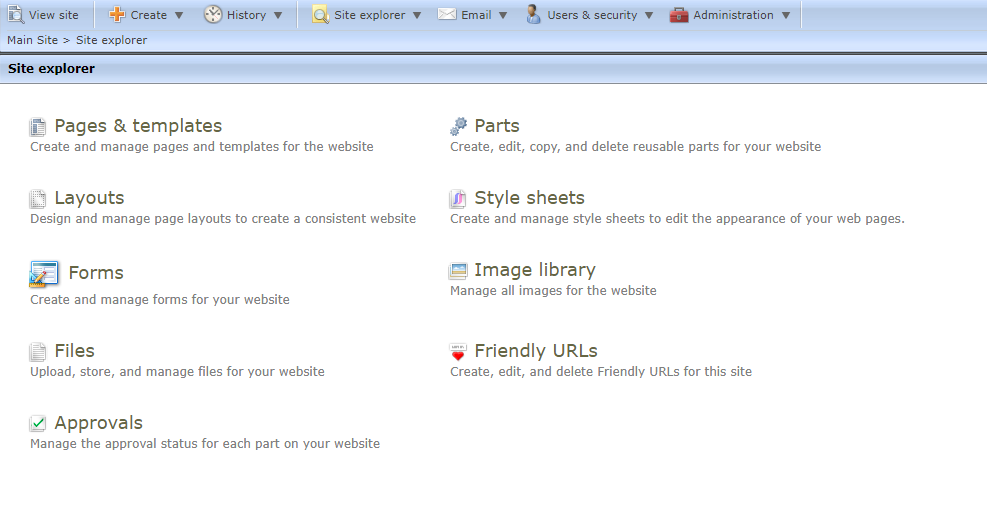 View site Create History Site explorer Email Users & security Administration
Main Site > Site explorer
Site explorer
Pages & templates
Create and manage pages and templates for the website
Parts
Create, edit, copy, and delete reusable parts for your website
Layouts
Design and manage page layouts to create a consistent website
Style sheets
Create and manage style sheets to edit the appearance of your web pages.
Forms
Create and manage forms for your website
Image library
Manage all images for the website
Files
Upload, store, and manage files for your website
Friendly URLs
Create, edit, and delete Friendly URLs for this site
Approvals
Manage the approval status for each part on your website